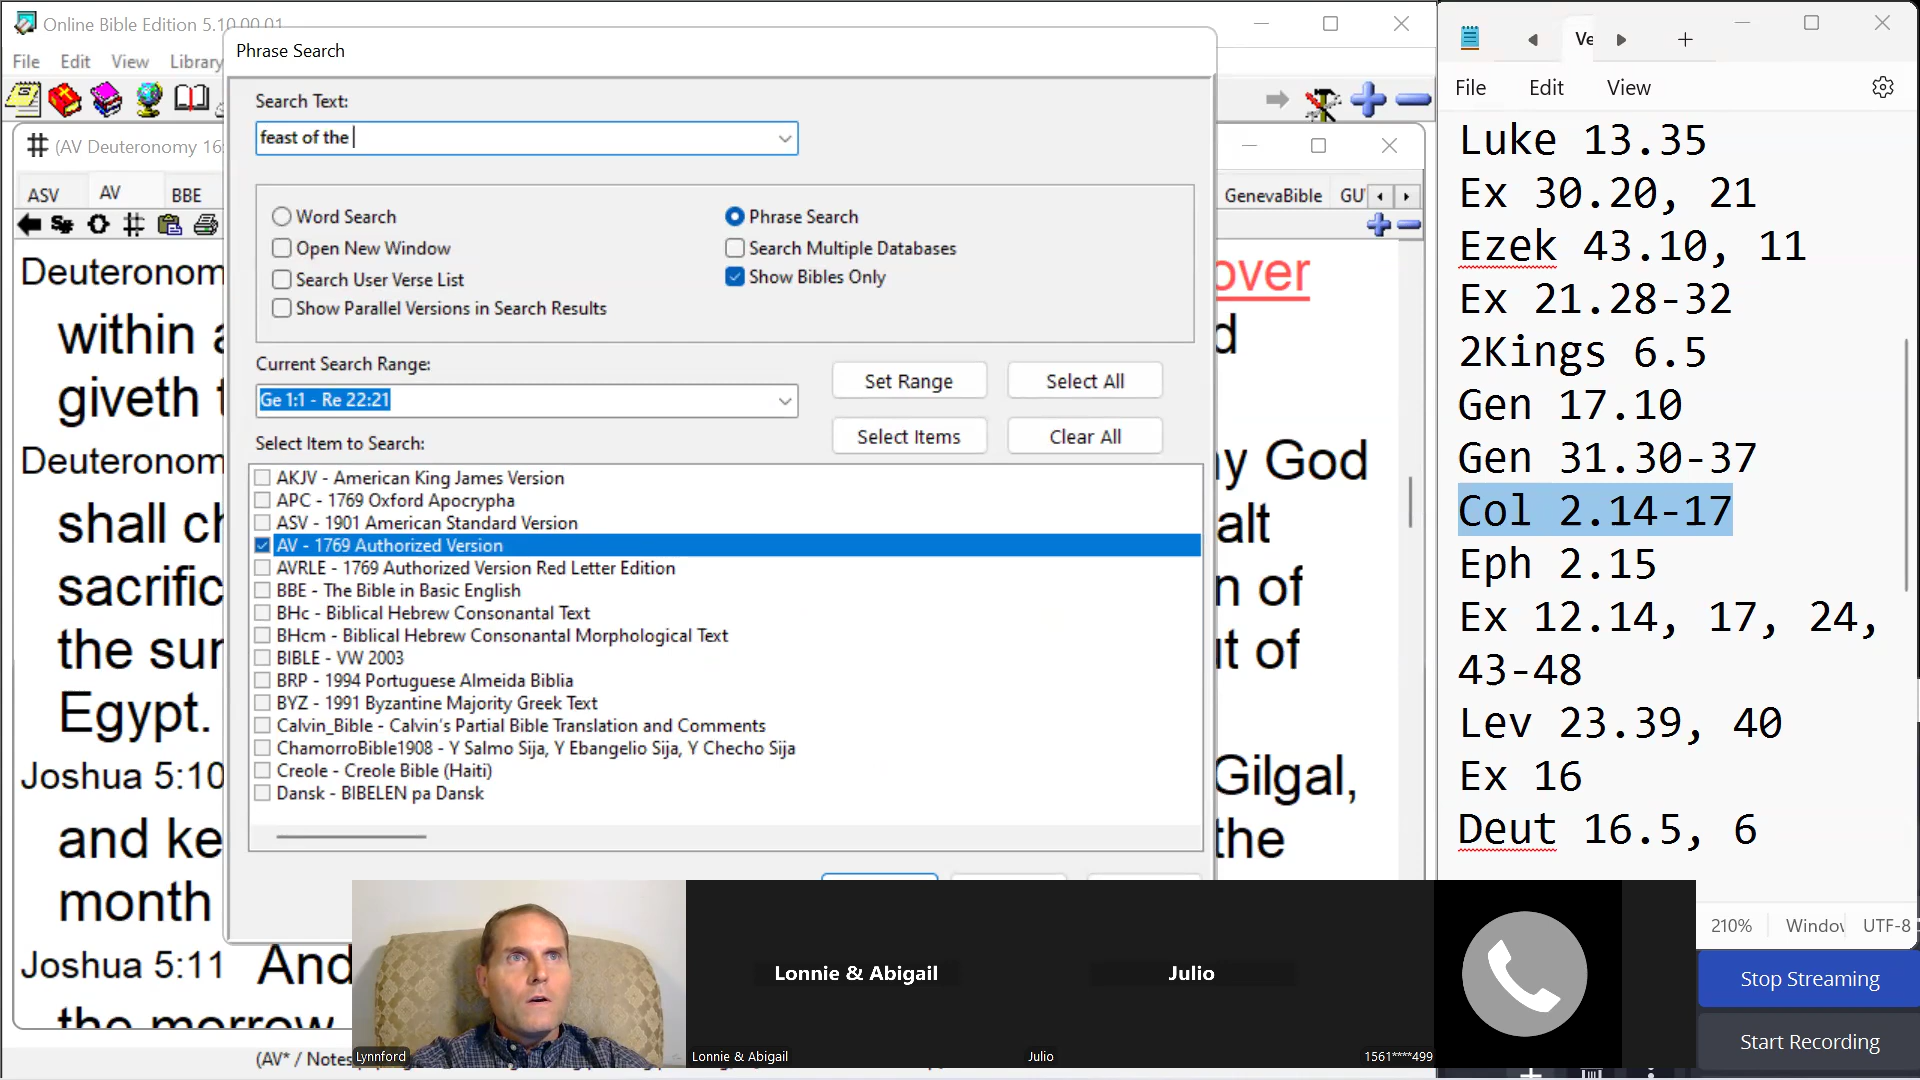 Online Bible Edition 5.10.00.01
File Edit View Library
(AV Deuteronomy 16
ASV AV BBE
Deuteronom
within a
giveth t
Deuteronom
shall ch
sacrific
the sun
Egypt.
Joshua 5:10
and ke
month
Joshua 5:11 And
the morrow
(AV* / Notes
Phrase Search
Search Text:
feast of the
Word Search
Phrase Search
Open New Window
Search Multiple Databases
Search User Verse List
Show Bibles Only
Show Parallel Versions in Search Results
Current Search Range:
Ge 1:1 - Re 22:21
Set Range
Select All
Select Items
Clear All
Select Item to Search:
AKJV - American King James Version
APC - 1769 Oxford Apocrypha
ASV - 1901 American Standard Version
AV - 1769 Authorized Version
AVRLE - 1769 Authorized Version Red Letter Edition
BBE - The Bible in Basic English
BHc - Biblical Hebrew Consonantal Text
BHcm - Biblical Hebrew Consonantal Morphological Text
BIBLE - VW 2003
BRP - 1994 Portuguese Almeida Biblia
BYZ - 1991 Byzantine Majority Greek Text
Calvin_Bible - Calvin's Partial Bible Translation and Comments
ChamorroBible1908 - Y Salmo Sija, Y Ebangelio Sija, Y Checho Sija
Creole - Creole Bible (Haiti)
Dansk - BIBELEN pa Dansk
GenevaBible GU
over
d
y God
alt
n of
t of
Gilgal,
the
Ve
File Edit View
Luke 13.35
Ex 30.20, 21
Ezek 43.10, 11
Ex 21.28-32
2Kings 6.5
Gen 17.10
Gen 31.30-37
Col 2.14-17
Eph 2.15
Ex 12.14, 17, 24,
43-48
Lev 23.39, 40
Ex 16
Deut 16.5, 6
210% Window UTF-8
Stop Streaming
Start Recording
Lonnie & Abigail
Julio
Lynnford
Lonnie & Abigail
Julio
1561****499